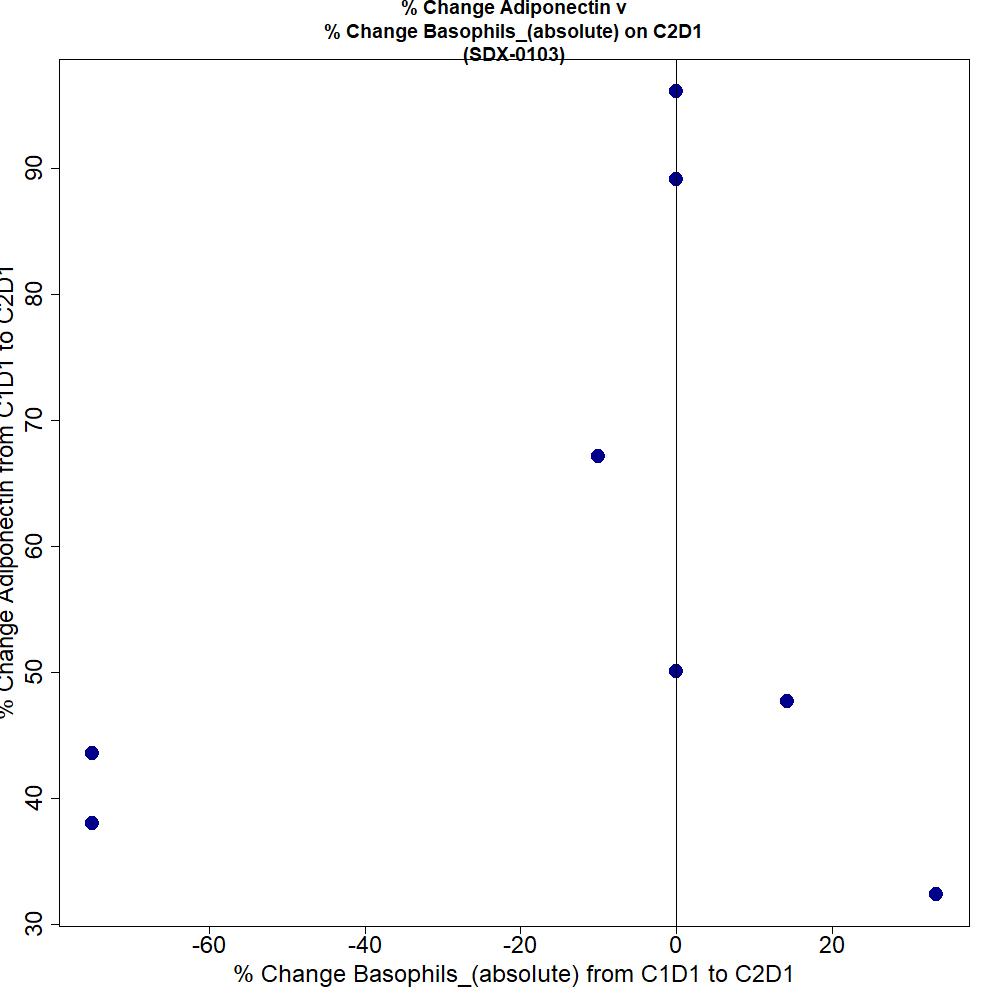 % Change Adiponectin v
% Change Basophils_(absolute) on C2D1
(SDX-0103)
% Change Adiponectin from C1D1 to C2D1
90
80
70
60
50
40
30
-60
-40
-20
0
20
% Change Basophils_(absolute) from C1D1 to C2D1